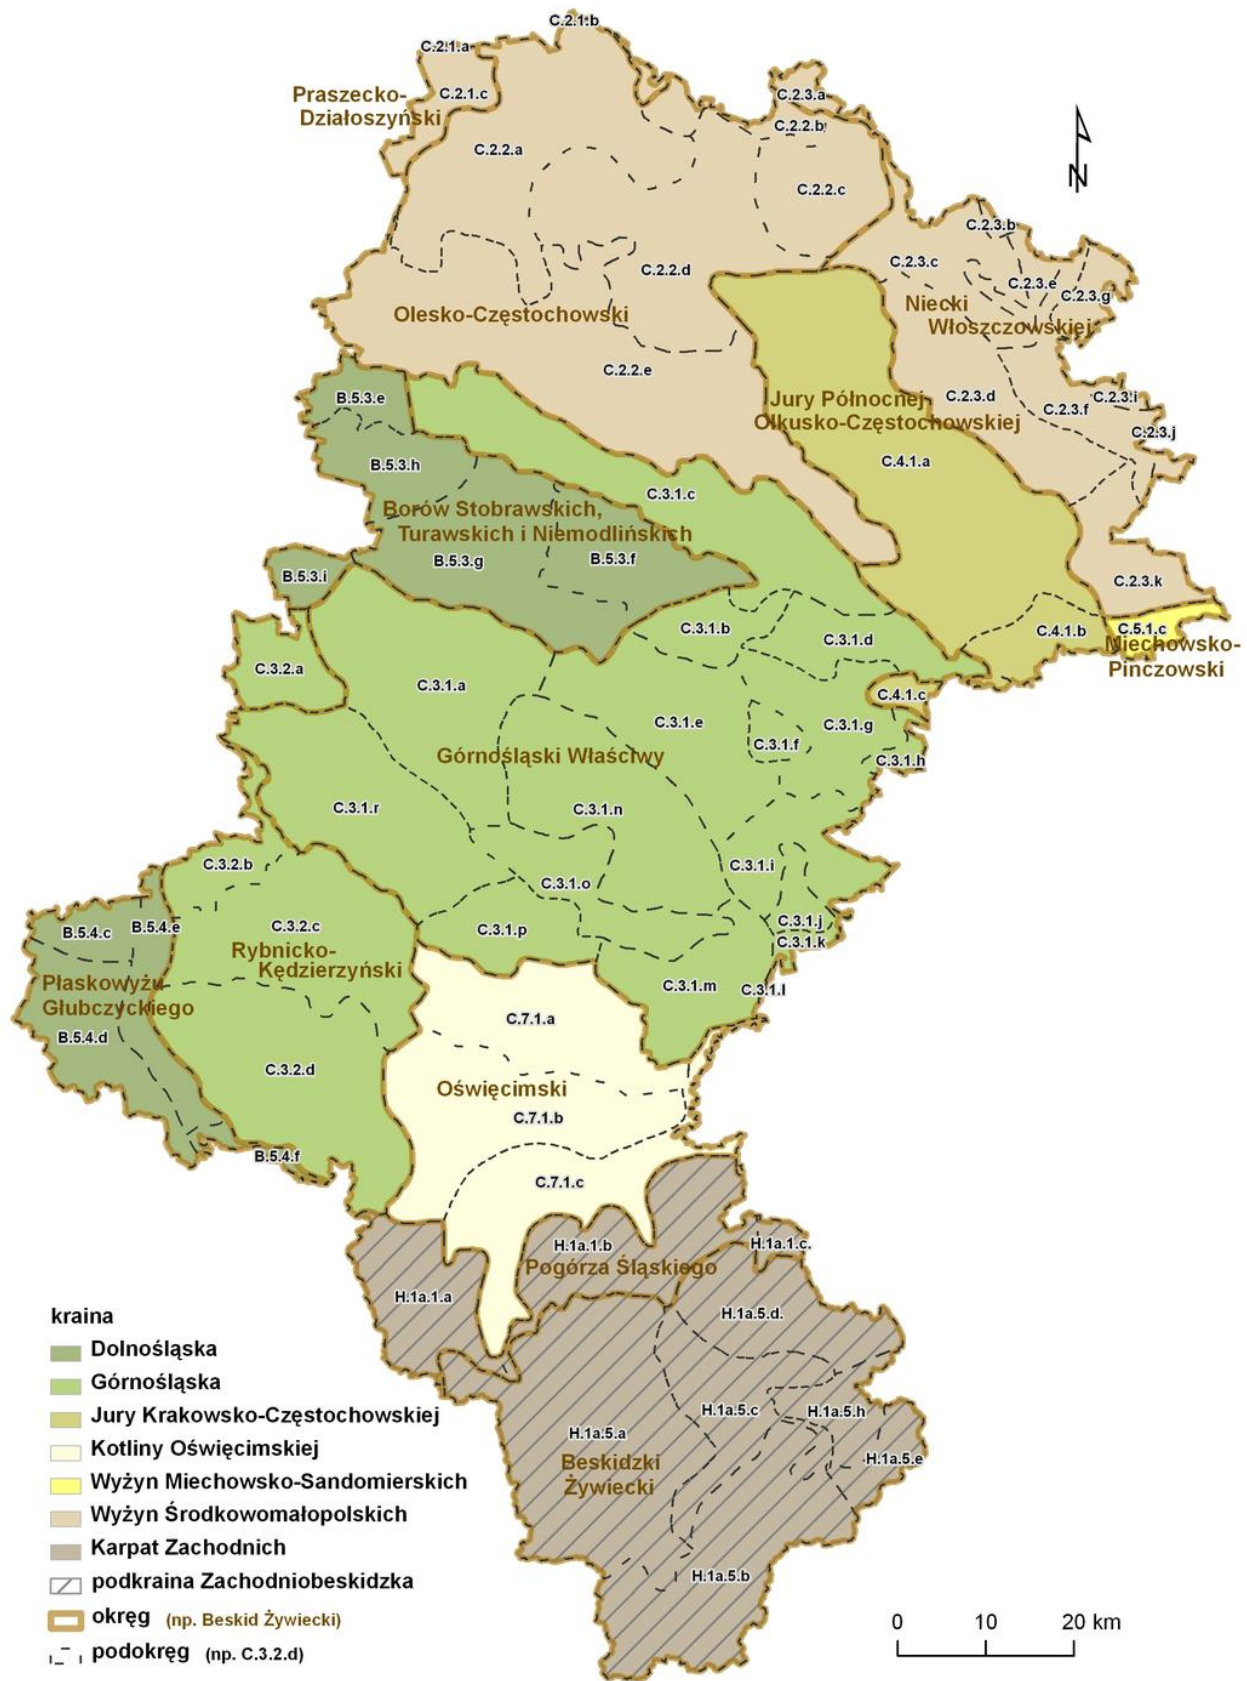 C.2.1.b
C.2.1.a
Praszecko-
Działoszyński
C.2.1.c
C.2.3.a
C.2.2.b
C.2.2.a
C.2.2.c
N
C.2.3.b
C.2.3.c
C.2.2.d
C.2.3.e
C.2.3.g
Niecki
Włoszczowskiej
Olesko-Częstochowski
C.2.2.e
B.5.3.e
Jury Północnej
Olkusko-Częstochowskiej
C.2.3.d
C.2.3.f
C.2.3.i
C.2.3.j
C.4.1.a
B.5.3.h
C.3.1.c
Borów Stobrawskich,
Turawskich i Niemodlińskich
B.5.3.g
B.5.3.f
B.5.3.i
C.2.3.k
C.3.1.b
C.3.1.d
C.4.1.b
C.5.1.c
Miechowsko-
Pinczowski
C.3.2.a
C.3.1.a
C.4.1.c
C.3.1.e
C.3.1.g
C.3.1.f
C.3.1.h
Górnośląski Właściwy
C.3.1.r
C.3.1.n
C.3.2.b
C.3.1.i
C.3.1.o
B.5.4.c
B.5.4.e
C.3.2.c
C.3.1.p
C.3.1.j
C.3.1.k
Rybnicko-
Kędzierzyński
Płaskowyżu
Głubczyckiego
C.3.1.m
C.3.1.l
B.5.4.d
C.7.1.a
C.3.2.d
Oświęcimski
C.7.1.b
B.5.4.f
C.7.1.c
H.1a.1.b
H.1a.1.c.
Pogórza Śląskiego
H.1a.1.a
H.1a.5.d.
H.1a.5.c
H.1a.5.h
H.1a.5.a
H.1a.5.e
Beskidzki
Żywiecki
H.1a.5.b
kraina
Dolnośląska
Górnośląska
Jury Krakowsko-Częstochowskiej
Kotliny Oświęcimskiej
Wyżyn Miechowsko-Sandomierskich
Wyżyn Środkowomałopolskich
Karpat Zachodnich
podkraina Zachodniobeskidzka
okręg (np. Beskid Żywiecki)
podokręg (np. C.3.2.d)
0 10 20 km